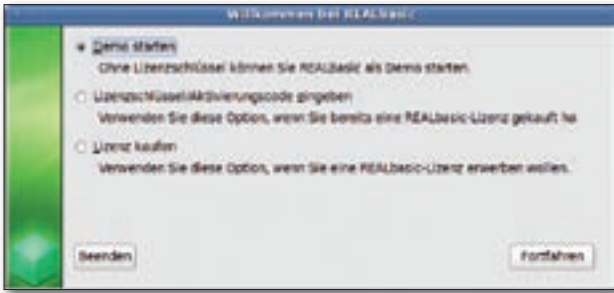 Willkommen bei REALbasic
Demo starten
Ohne Lizenzschlüssel können Sie REALbasic als Demo starten.
Lizenzschlüssel/Aktivierungscode eingeben
Verwenden Sie diese Option, wenn Sie bereits eine REALbasic-Lizenz gekauft ha
Lizenz kaufen
Verwenden Sie diese Option, wenn Sie eine REALbasic-Lizenz erwerben wollen.
Beenden
Fortfahren